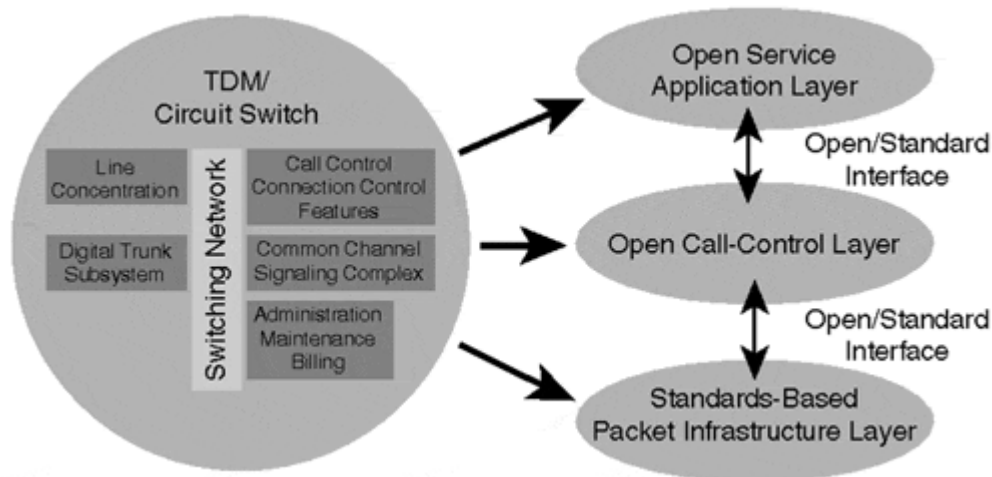 TDM/
Circuit Switch
Line
Concentration
Digital Trunk
Subsystem
Switching Network
Call Control
Connection Control
Features
Common Channel
Signaling Complex
Administration
Maintenance
Billing
Open Service
Application Layer
Open/Standard
Interface
Open Call-Control Layer
Open/Standard
Interface
Standards-Based
Packet Infrastructure Layer